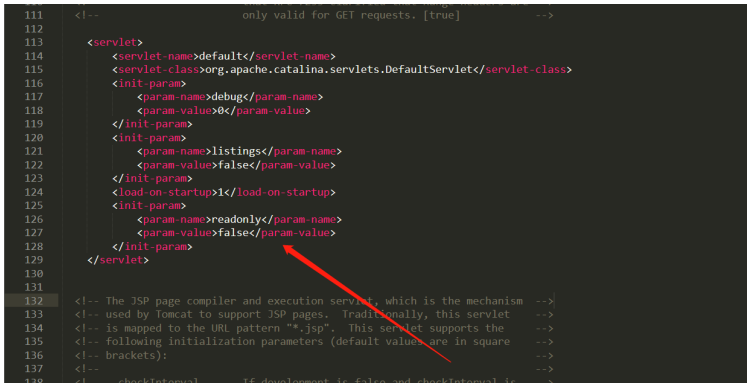 111 <!-- only valid for GET requests. [true] -->
112
113 <servlet>
114 <servlet-name>default</servlet-name>
115 <servlet-class>org.apache.catalina.servlets.DefaultServlet</servlet-class>
116 <init-param>
117 <param-name>debug</param-name>
118 <param-value>0</param-value>
119 </init-param>
120 <init-param>
121 <param-name>listings</param-name>
122 <param-value>false</param-value>
123 </init-param>
124 <load-on-startup>1</load-on-startup>
125 <init-param>
126 <param-name>readonly</param-name>
127 <param-value>false</param-value>
128 </init-param>
129 </servlet>
130
131
132 <!-- The JSP page compiler and execution servlet, which is the mechanism -->
133 <!-- used by Tomcat to support JSP pages. Traditionally, this servlet -->
134 <!-- is mapped to the URL pattern "*.jsp". This servlet supports the -->
135 <!-- following initialization parameters (default values are in square -->
136 <!-- brackets): -->
137 <!-- -->
138 <!-- checkInterval If development is false and checkInterval is